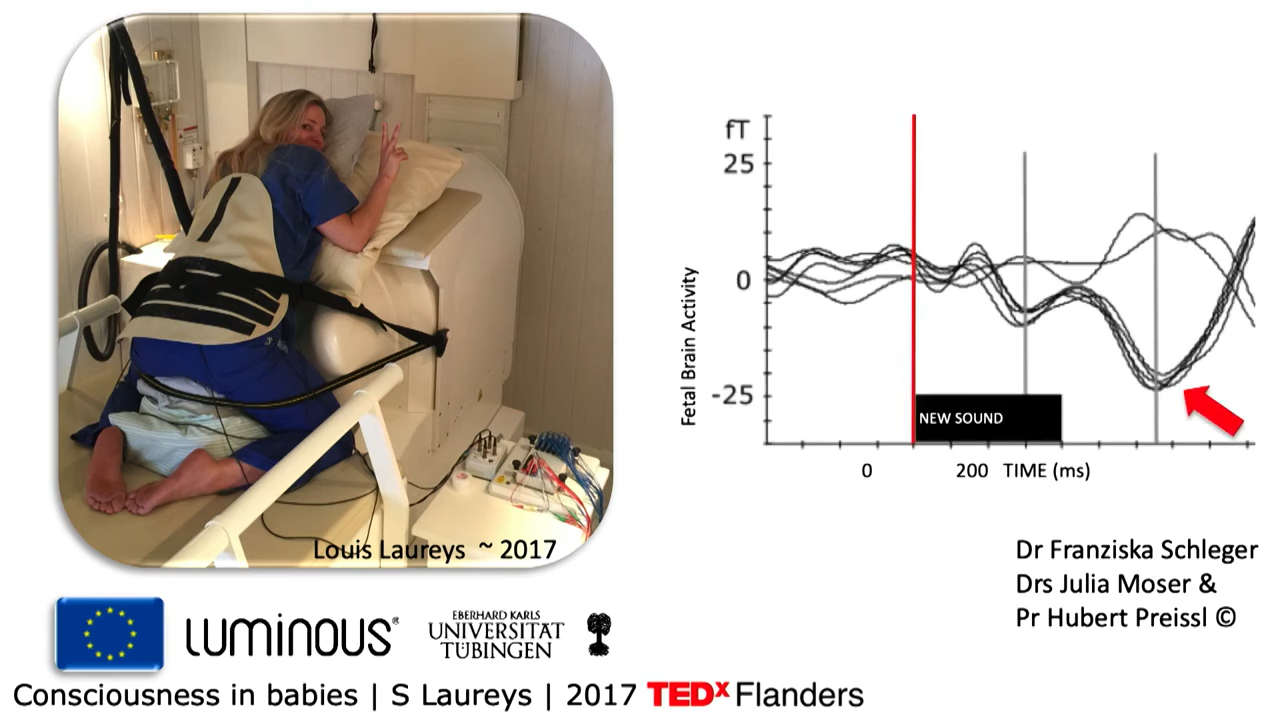 Louis Laureys ~ 2017
fT
25
0
-25
Fetal Brain Activity
NEW SOUND
0 200 TIME (ms)
Dr Franziska Schleger
Drs Julia Moser &
Pr Hubert Preissl ©
LUMINOUS®
EBERHARD KARLS
UNIVERSITÄT
TÜBINGEN
Consciousness in babies | S Laureys | 2017 TEDx Flanders